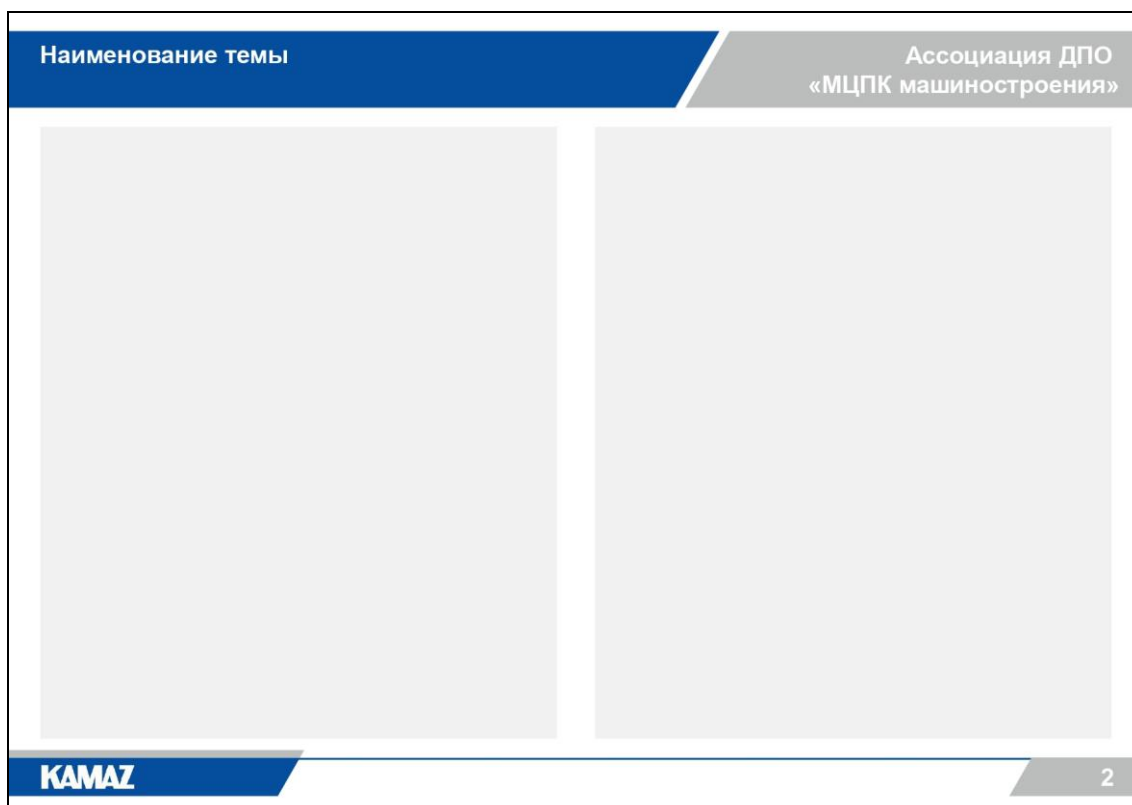 Наименование темы
Ассоциация ДПО
«МЦПК машиностроения»
KAMAZ
2